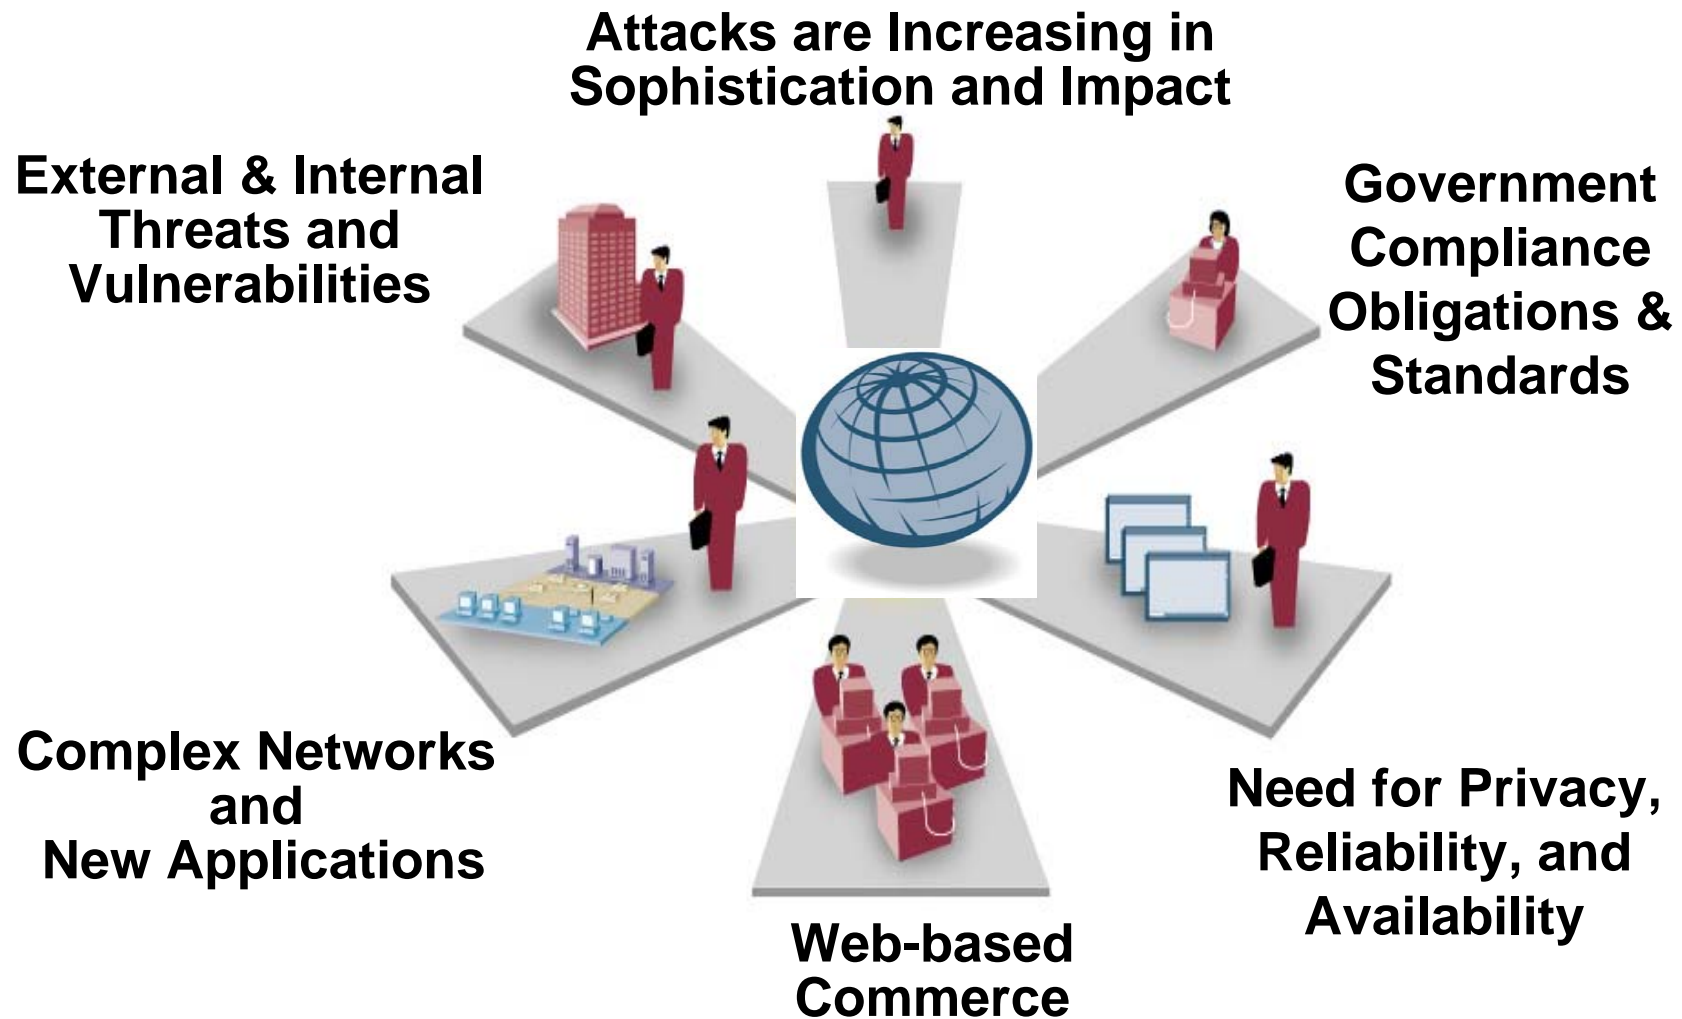 Attacks are Increasing in
Sophistication and Impact
External & Internal
Threats and
Vulnerabilities
Government
Compliance
Obligations &
Standards
Complex Networks
and
New Applications
Need for Privacy,
Reliability, and
Availability
Web-based
Commerce